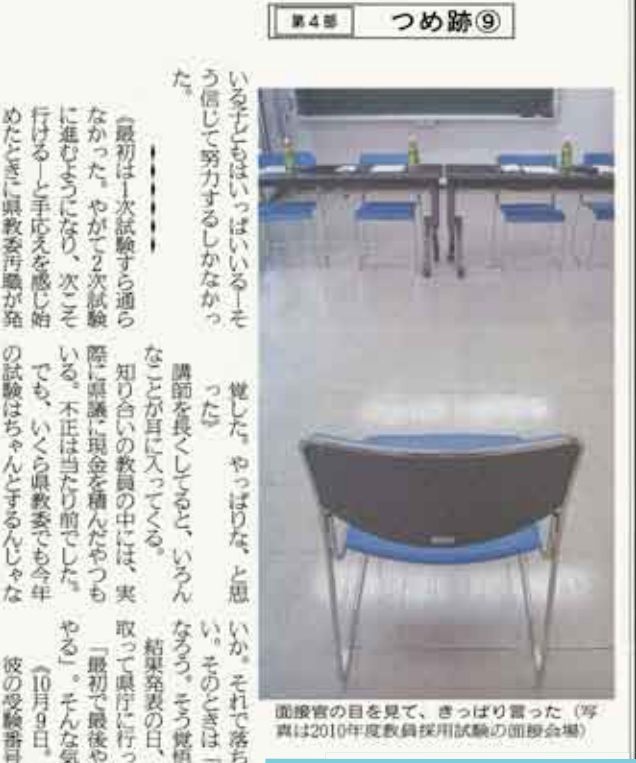 第4部 つめ跡⑨
いる子どもはいっぱいいる―そ
う信じて努力するしかなかっ
た。
《最初は1次試験すら通ら
なかった。やがて2次試験
に進むようになり、次こそ
行ける―と手応えを感じ始
めたときに県教委汚職が発
覚した。やっぱりな、と思
った》
講師を長くしてると、いろん
なことが耳に入ってくる。
知り合いの教員の中には、実
際に県議に現金を積んだやつも
いる。不正は当たり前でした。
でも、いくら県教委でも今年
の試験はちゃんとするんじゃな
いか。それで落ち
い。そのときは「
なろう。そう覚悟
結果発表の日、
取って県庁に行っ
「最初で最後や
やる」。そんな気
《10月9日。
彼の受験番号
面接官の目を見て、きっぱり言った（写
真は2010年度教員採用試験の面接会場）